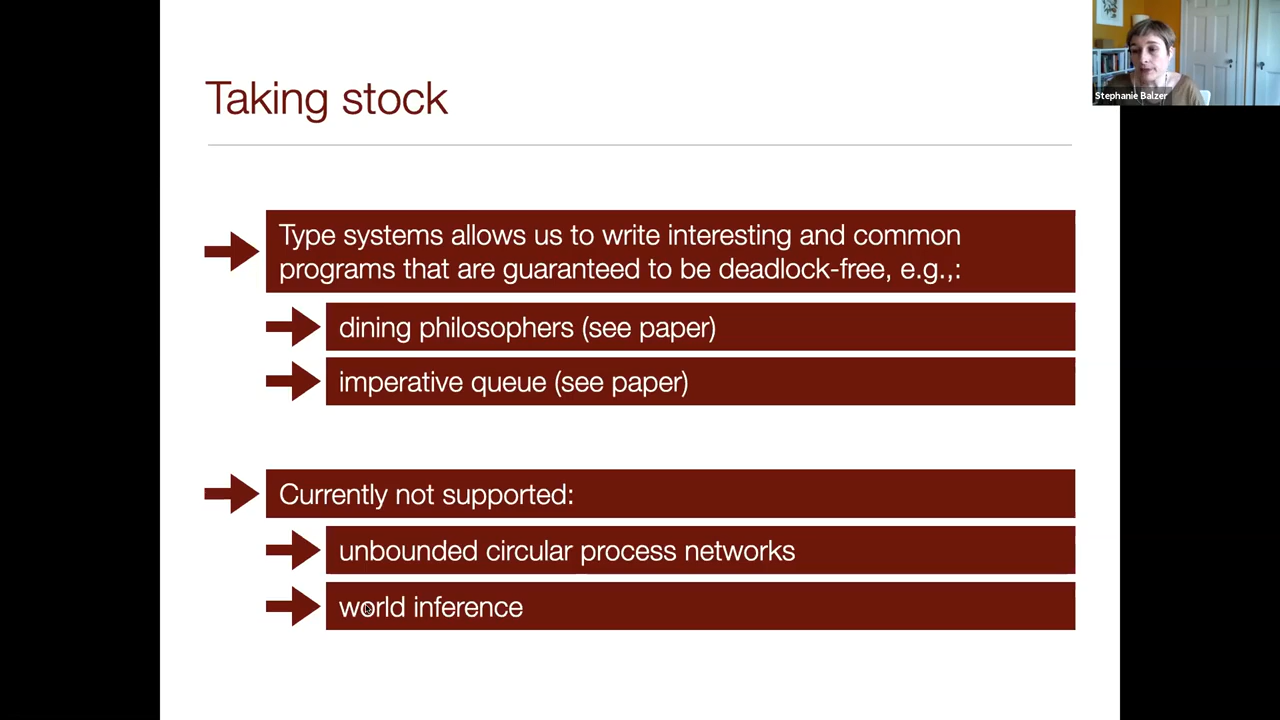 Taking stock
Stephanie Balzer
Type systems allows us to write interesting and common
programs that are guaranteed to be deadlock-free, e.g.,:
dining philosophers (see paper)
imperative queue (see paper)
Currently not supported:
unbounded circular process networks
world inference